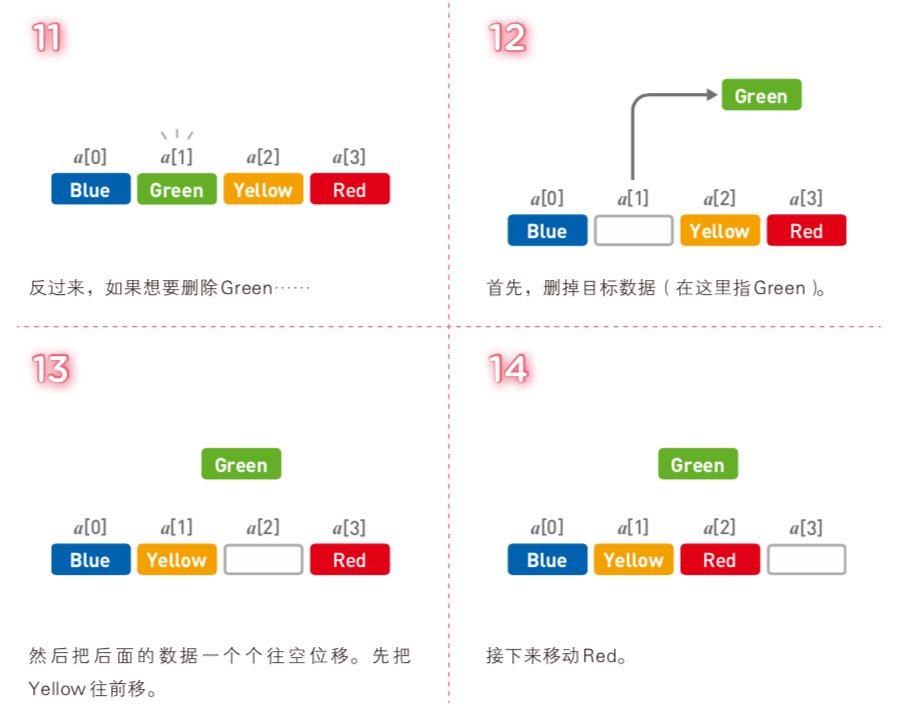 11
a[0] a[1] a[2] a[3]
Blue Green Yellow Red
反过来，如果想要删除Green……
12
Green
a[0] a[1] a[2] a[3]
Blue Yellow Red
首先，删掉目标数据（在这里指Green）。
13
Green
a[0] a[1] a[2] a[3]
Blue Yellow Red
然后把后面的数据一个个往空位移。先把
Yellow往前移。
14
Green
a[0] a[1] a[2] a[3]
Blue Yellow Red
接下来移动Red。